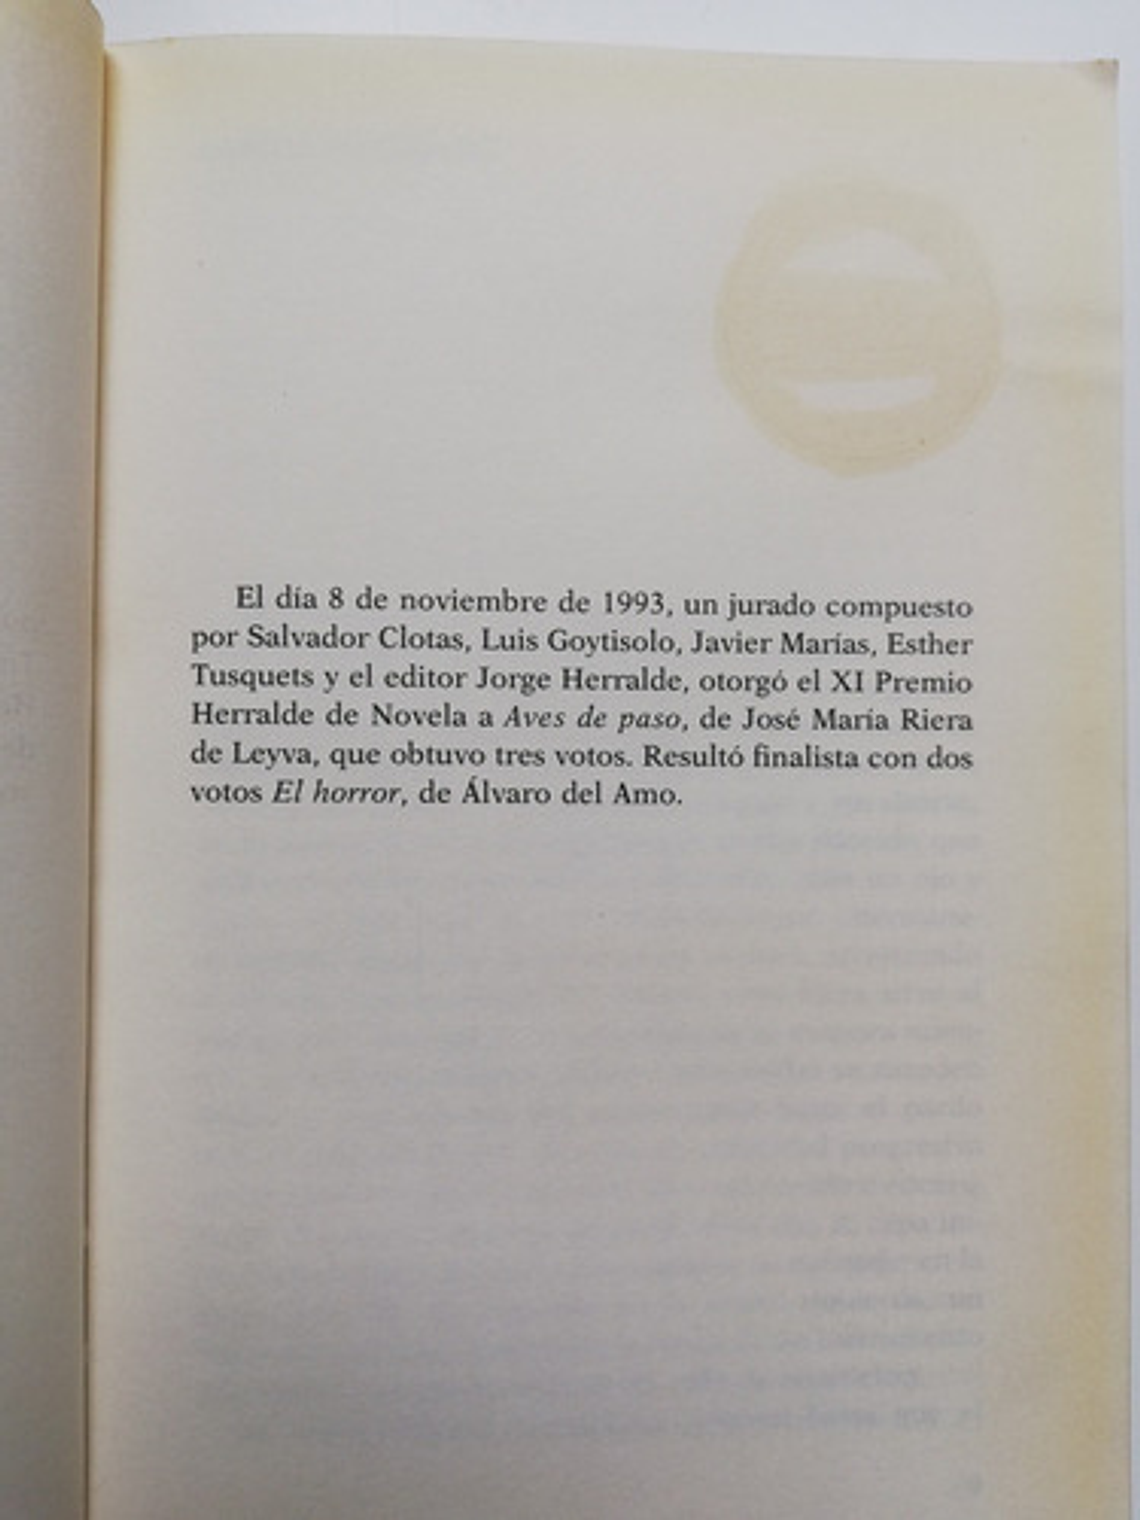 El día 8 de noviembre de 1993, un jurado compuesto
por Salvador Clotas, Luis Goytisolo, Javier Marías, Esther
Tusquets y el editor Jorge Herralde, otorgó el XI Premio
Herralde de Novela a Aves de paso, de José María Riera
de Leyva, que obtuvo tres votos. Resultó finalista con dos
votos El horror, de Álvaro del Amo.